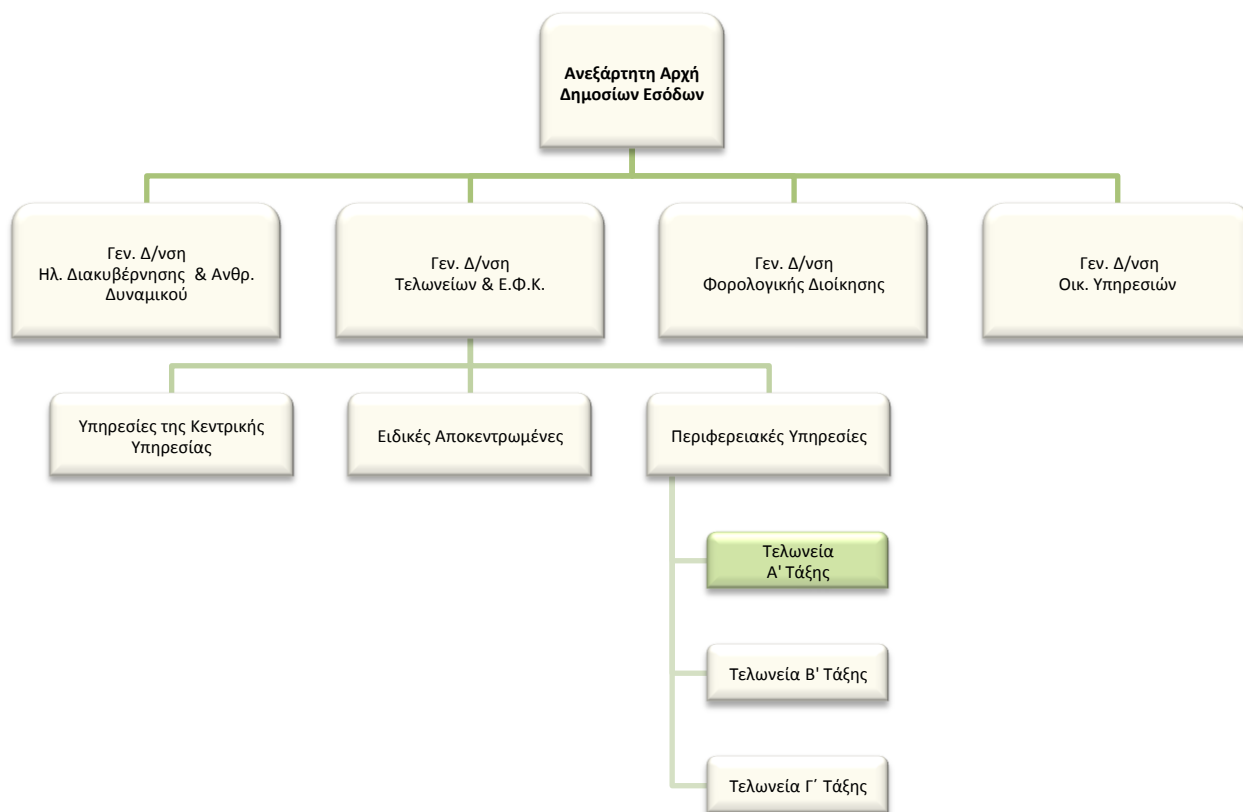 Ανεξάρτητη Αρχή
Δημοσίων Εσόδων
Γεν. Δ/νση
Ηλ. Διακυβέρνησης & Ανθρ.
Δυναμικού
Γεν. Δ/νση
Τελωνείων & Ε.Φ.Κ.
Γεν. Δ/νση
Φορολογικής Διοίκησης
Γεν. Δ/νση
Οικ. Υπηρεσιών
Υπηρεσίες της Κεντρικής
Υπηρεσίας
Ειδικές Αποκεντρωμένες
Περιφερειακές Υπηρεσίες
Τελωνεία
Α' Τάξης
Τελωνεία Β' Τάξης
Τελωνεία Γ΄ Τάξης